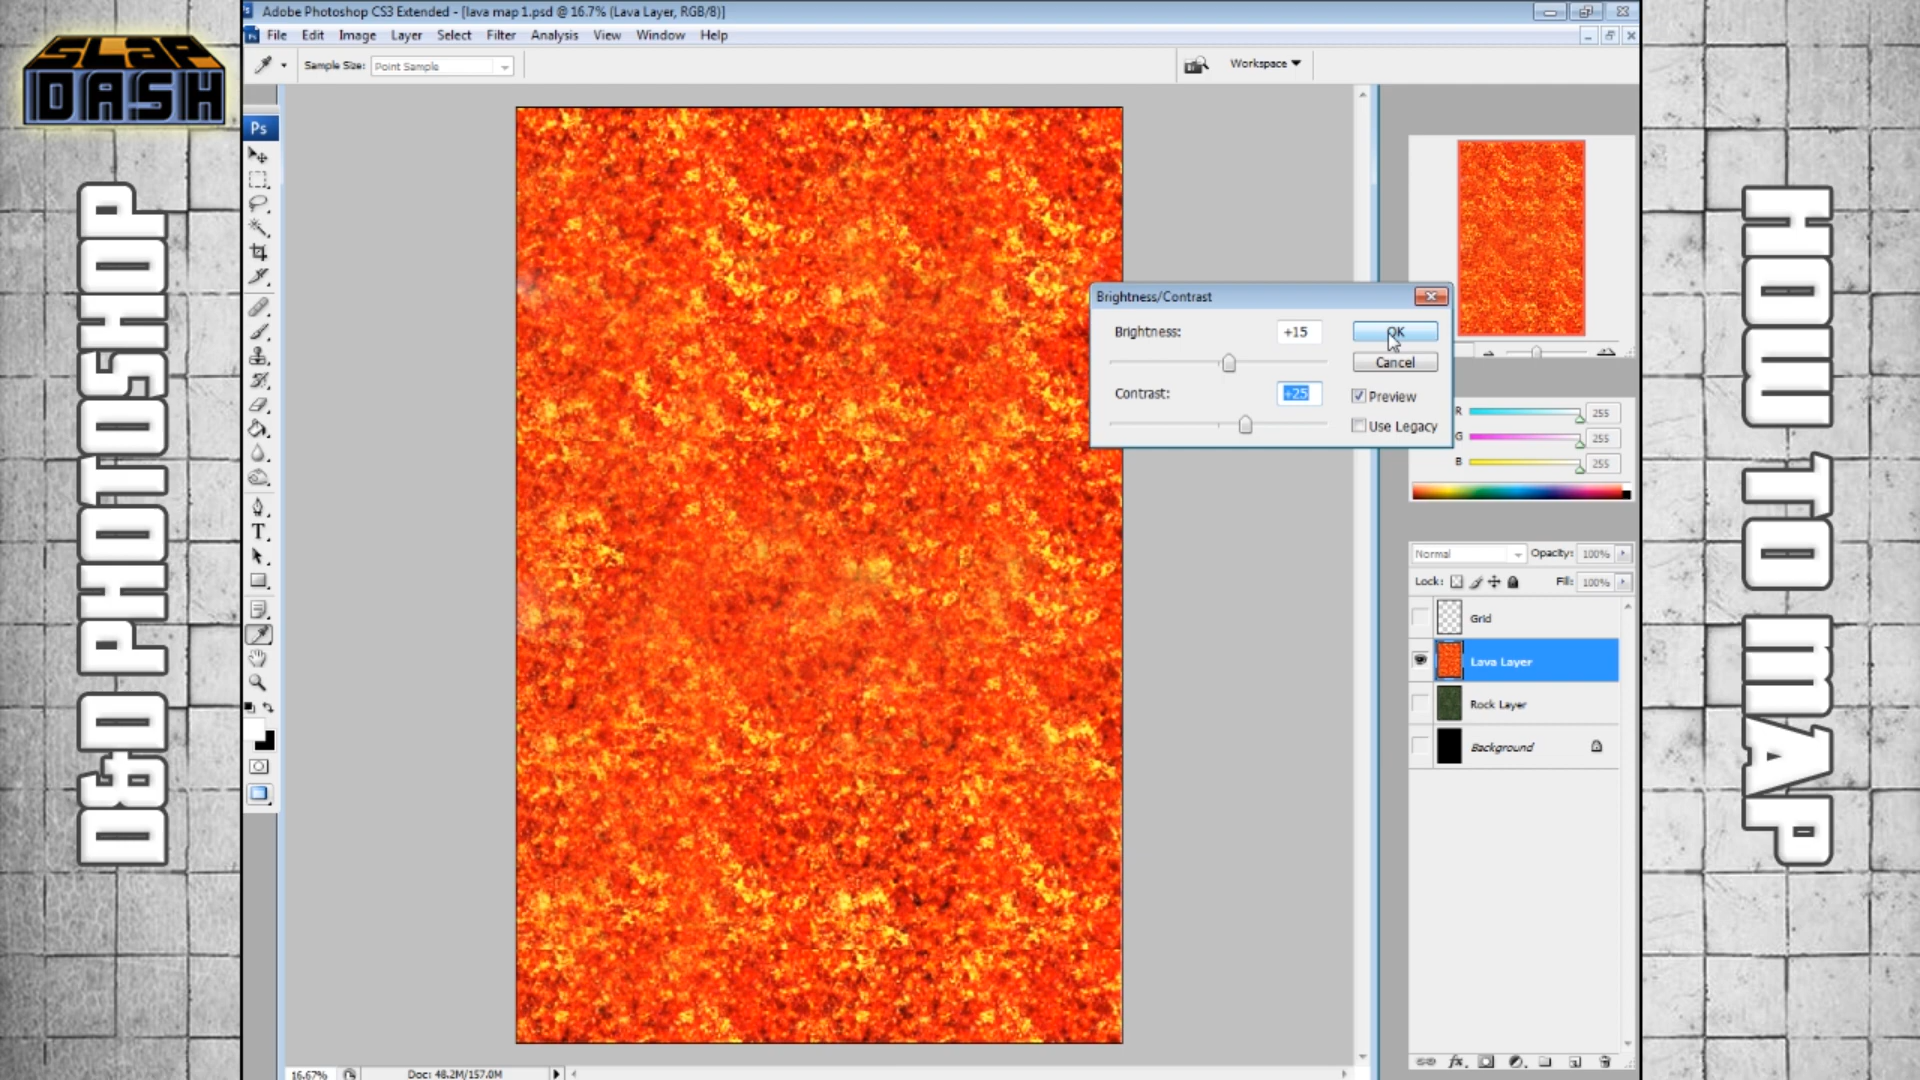 SLaP
DASH
D&D PHOTOSHOP
Adobe Photoshop CS3 Extended - [lava map 1.psd @ 16.7% (Lava Layer, RGB/8)]
File Edit Image Layer Select Filter Analysis View Window Help
Sample Size: Point Sample
Workspace
Ps
Brightness/Contrast
Brightness: +15
OK
Cancel
Contrast: +25
Preview
Use Legacy
R 255
G 255
B 255
Normal Opacity: 100%
Lock: Fill: 100%
Grid
Lava Layer
Rock Layer
Background
16.67% Doc: 48.2M/157.0M
HOW TO MAP